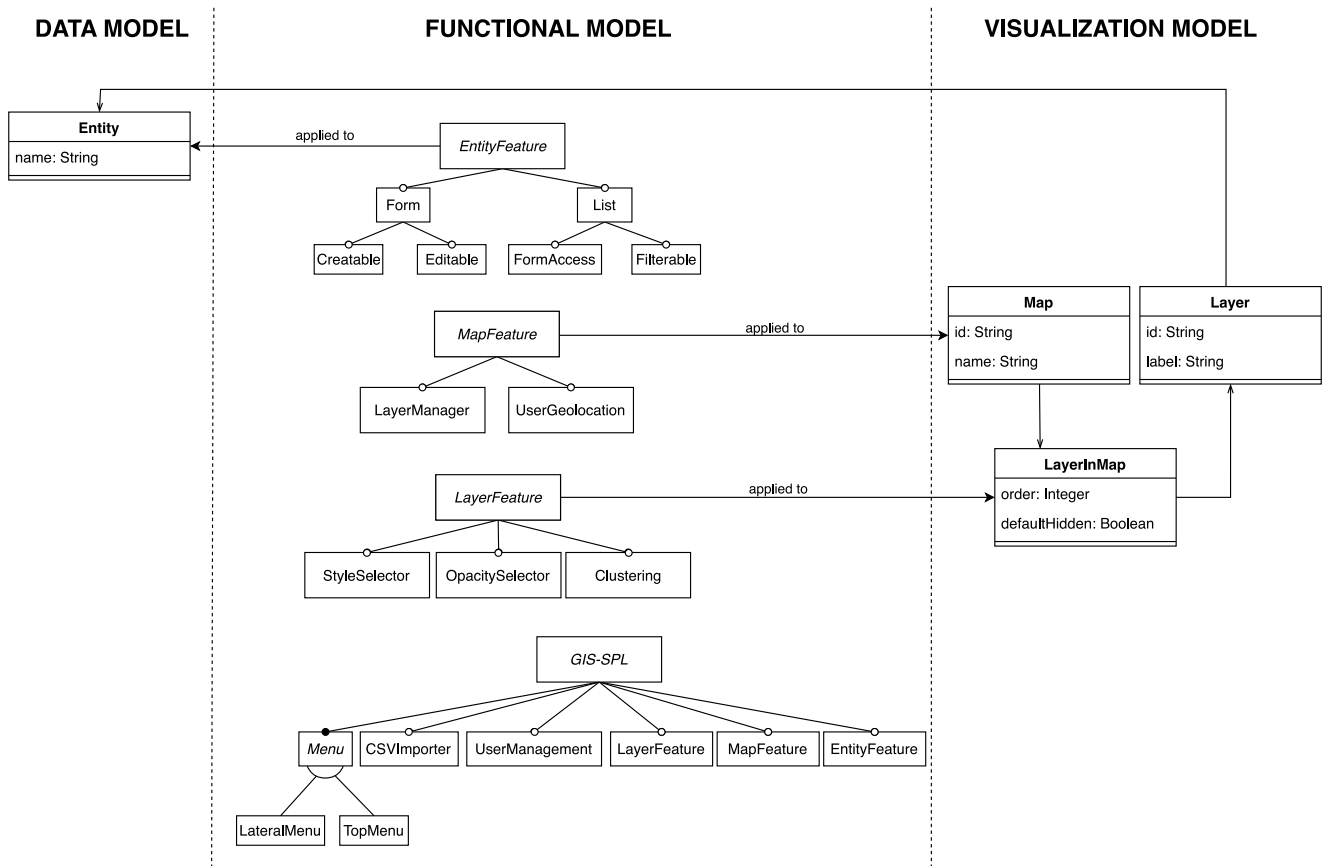 DATA MODEL
FUNCTIONAL MODEL
VISUALIZATION MODEL
Entity
name: String
applied to
EntityFeature
Form
List
Creatable
Editable
FormAccess
Filterable
MapFeature
applied to
Map
id: String
name: String
Layer
id: String
label: String
LayerManager
UserGeolocation
LayerFeature
applied to
LayerInMap
order: Integer
defaultHidden: Boolean
StyleSelector
OpacitySelector
Clustering
GIS-SPL
Menu
CSVImporter
UserManagement
LayerFeature
MapFeature
EntityFeature
LateralMenu
TopMenu